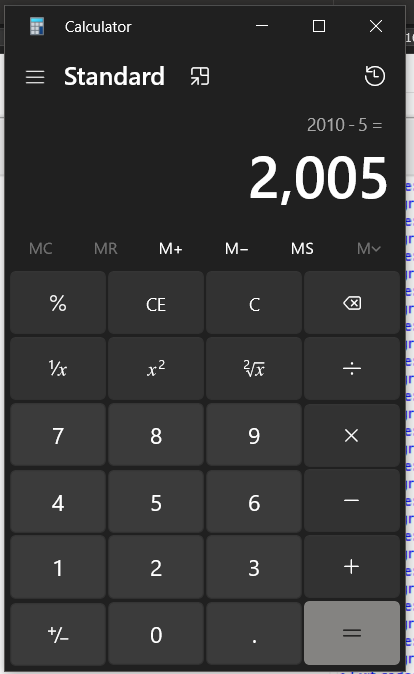 Calculator
Standard
2010 - 5 =
2,005
MC MR M+ M− MS M˅
% CE C
¹/x x² ²√x ÷
7 8 9 ×
4 5 6 −
1 2 3 +
+/− 0 . =